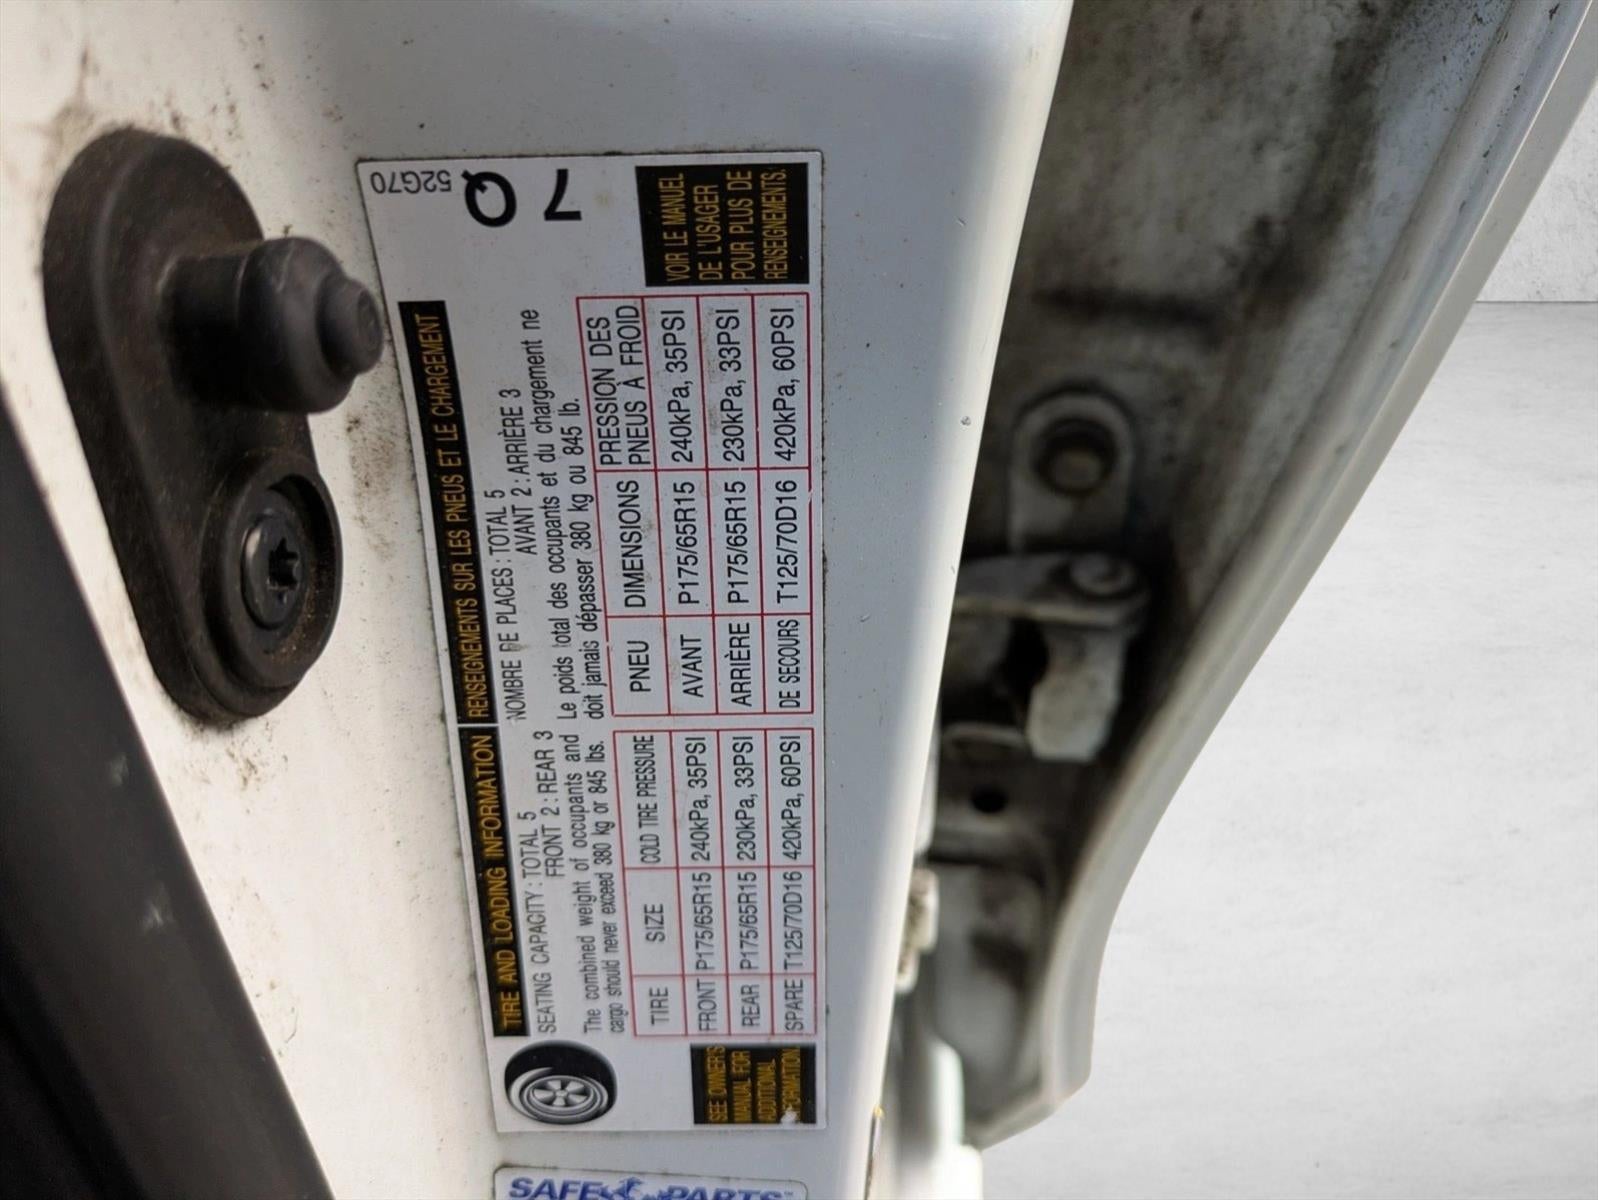 TIRE AND LOADING INFORMATION
SEATING CAPACITY : TOTAL 5
FRONT 2 : REAR 3
The combined weight of occupants and
cargo should never exceed 380 kg or 845 lbs.
TIRE SIZE COLD TIRE PRESSURE
FRONT P175/65R15 240kPa, 35PSI
REAR P175/65R15 230kPa, 33PSI
SPARE T125/70D16 420kPa, 60PSI
SEE OWNER'S
MANUAL FOR
ADDITIONAL
INFORMATION
RENSEIGNEMENTS SUR LES PNEUS ET LE CHARGEMENT
NOMBRE DE PLACES : TOTAL 5
AVANT 2 : ARRIÈRE 3
Le poids total des occupants et du chargement ne
doit jamais dépasser 380 kg ou 845 lb.
PNEU DIMENSIONS PRESSION DES
PNEUS À FROID
AVANT P175/65R15 240kPa, 35PSI
ARRIÈRE P175/65R15 230kPa, 33PSI
DE SECOURS T125/70D16 420kPa, 60PSI
VOIR LE MANUEL
DE L'USAGER
POUR PLUS DE
RENSEIGNEMENTS.
52G70
7Q
SAFE PARTS™